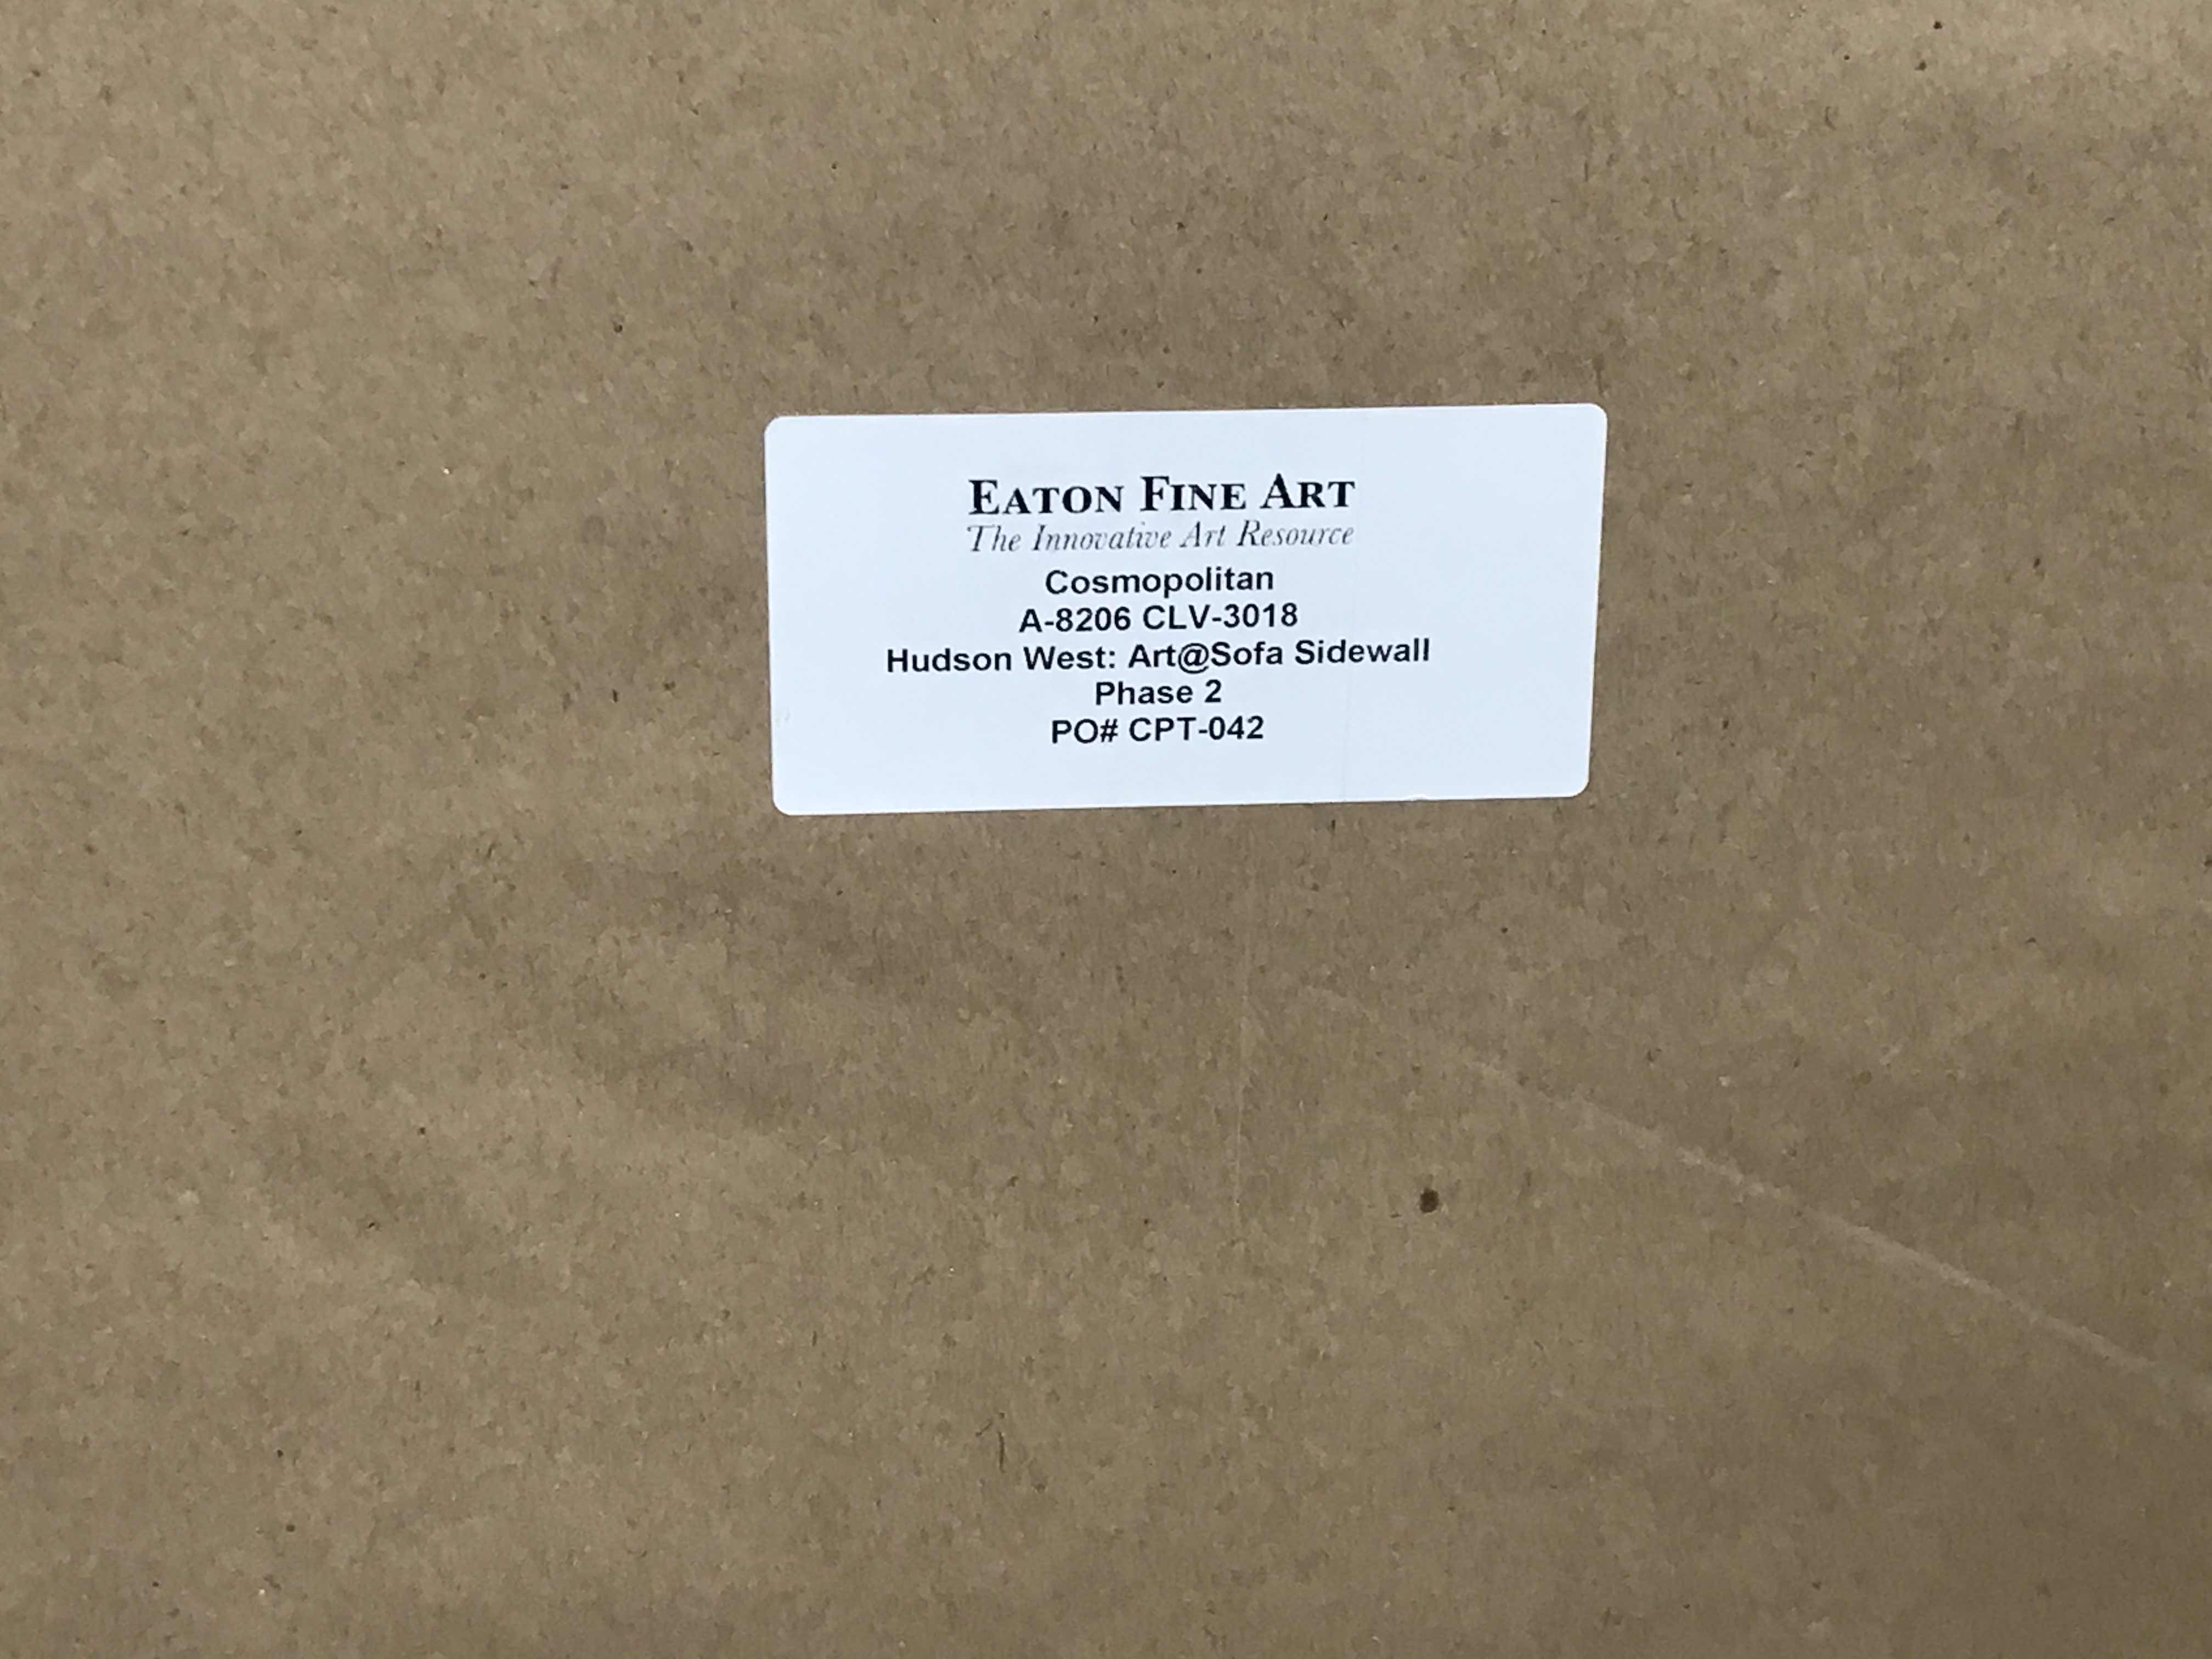 EATON FINE ART
The Innovative Art Resource
Cosmopolitan
A-8206 CLV-3018
Hudson West: Art@Sofa Sidewall
Phase 2
PO# CPT-042